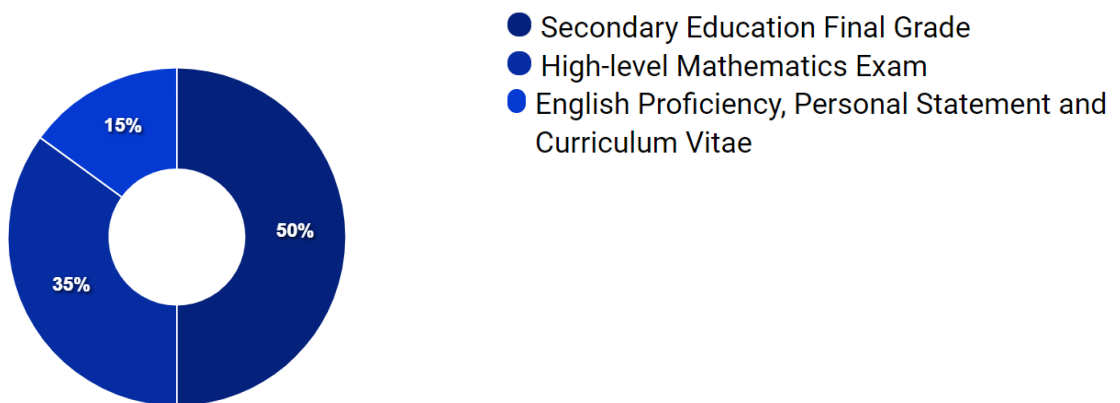 Secondary Education Final Grade
High-level Mathematics Exam
English Proficiency, Personal Statement and
Curriculum Vitae
15%
50%
35%